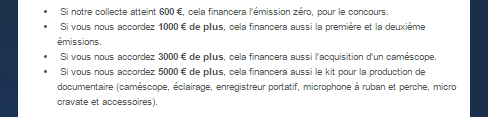 • Si notre collecte atteint 600 €, cela financera l'émission zéro, pour le concours.
• Si vous nous accordez 1000 € de plus, cela financera aussi la première et la deuxième
émissions.
• Si vous nous accordez 3000 € de plus, cela financera aussi l'acquisition d'un caméscope.
• Si vous nous accordez 5000 € de plus, cela financera aussi le kit pour la production de
documentaire (caméscope, éclairage, enregistreur portatif, microphone à ruban et perche, micro
cravate et accessoires).